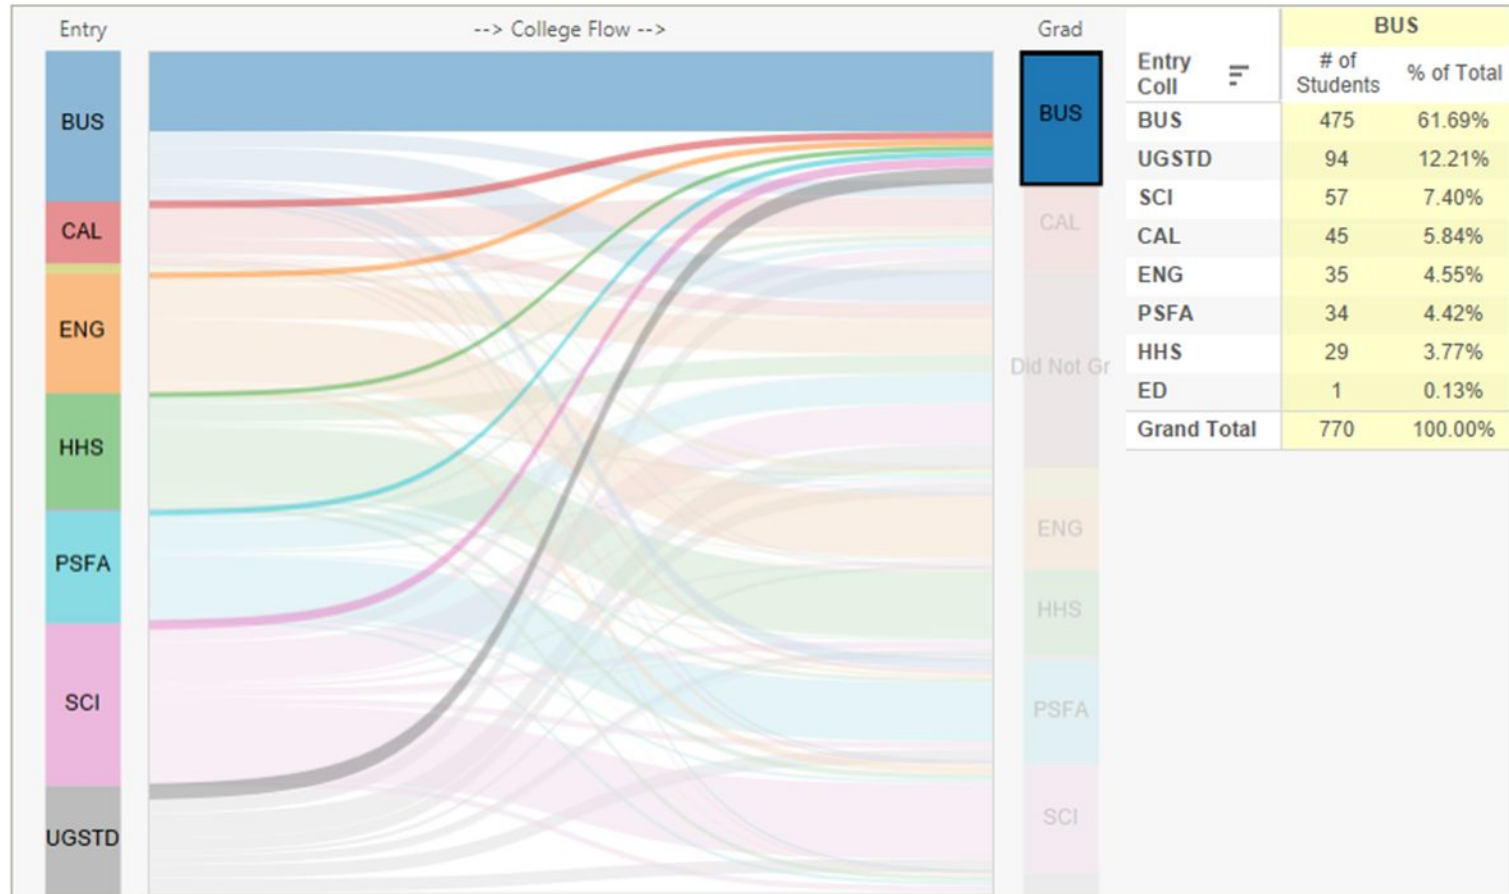 Entry
--> College Flow -->
Grad
BUS
CAL
ENG
HHS
PSFA
SCI
UGSTD
BUS
CAL
Did Not Gr
ENG
HHS
PSFA
SCI
BUS
Entry Coll # of Students % of Total
BUS 475 61.69%
UGSTD 94 12.21%
SCI 57 7.40%
CAL 45 5.84%
ENG 35 4.55%
PSFA 34 4.42%
HHS 29 3.77%
ED 1 0.13%
Grand Total 770 100.00%